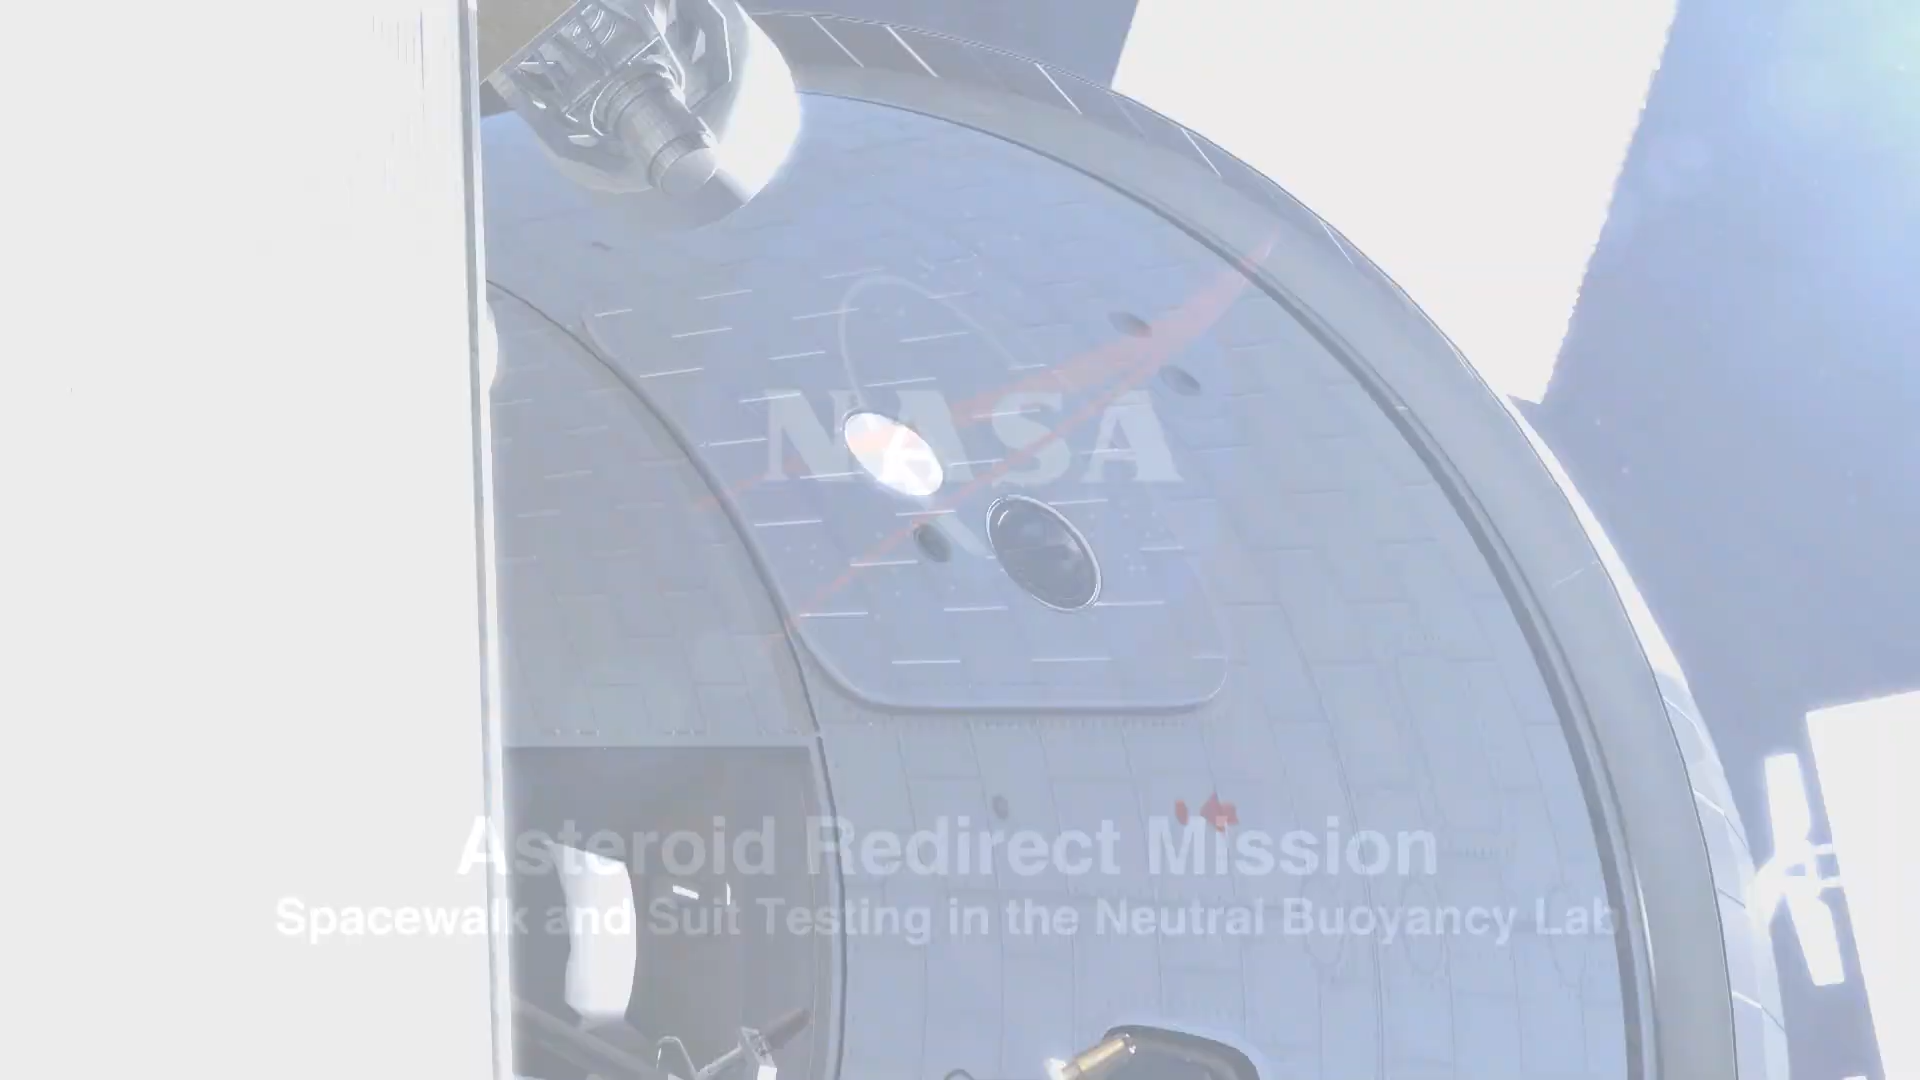 NASA
Asteroid Redirect Mission
Spacewalk and Suit Testing in the Neutral Buoyancy Lab